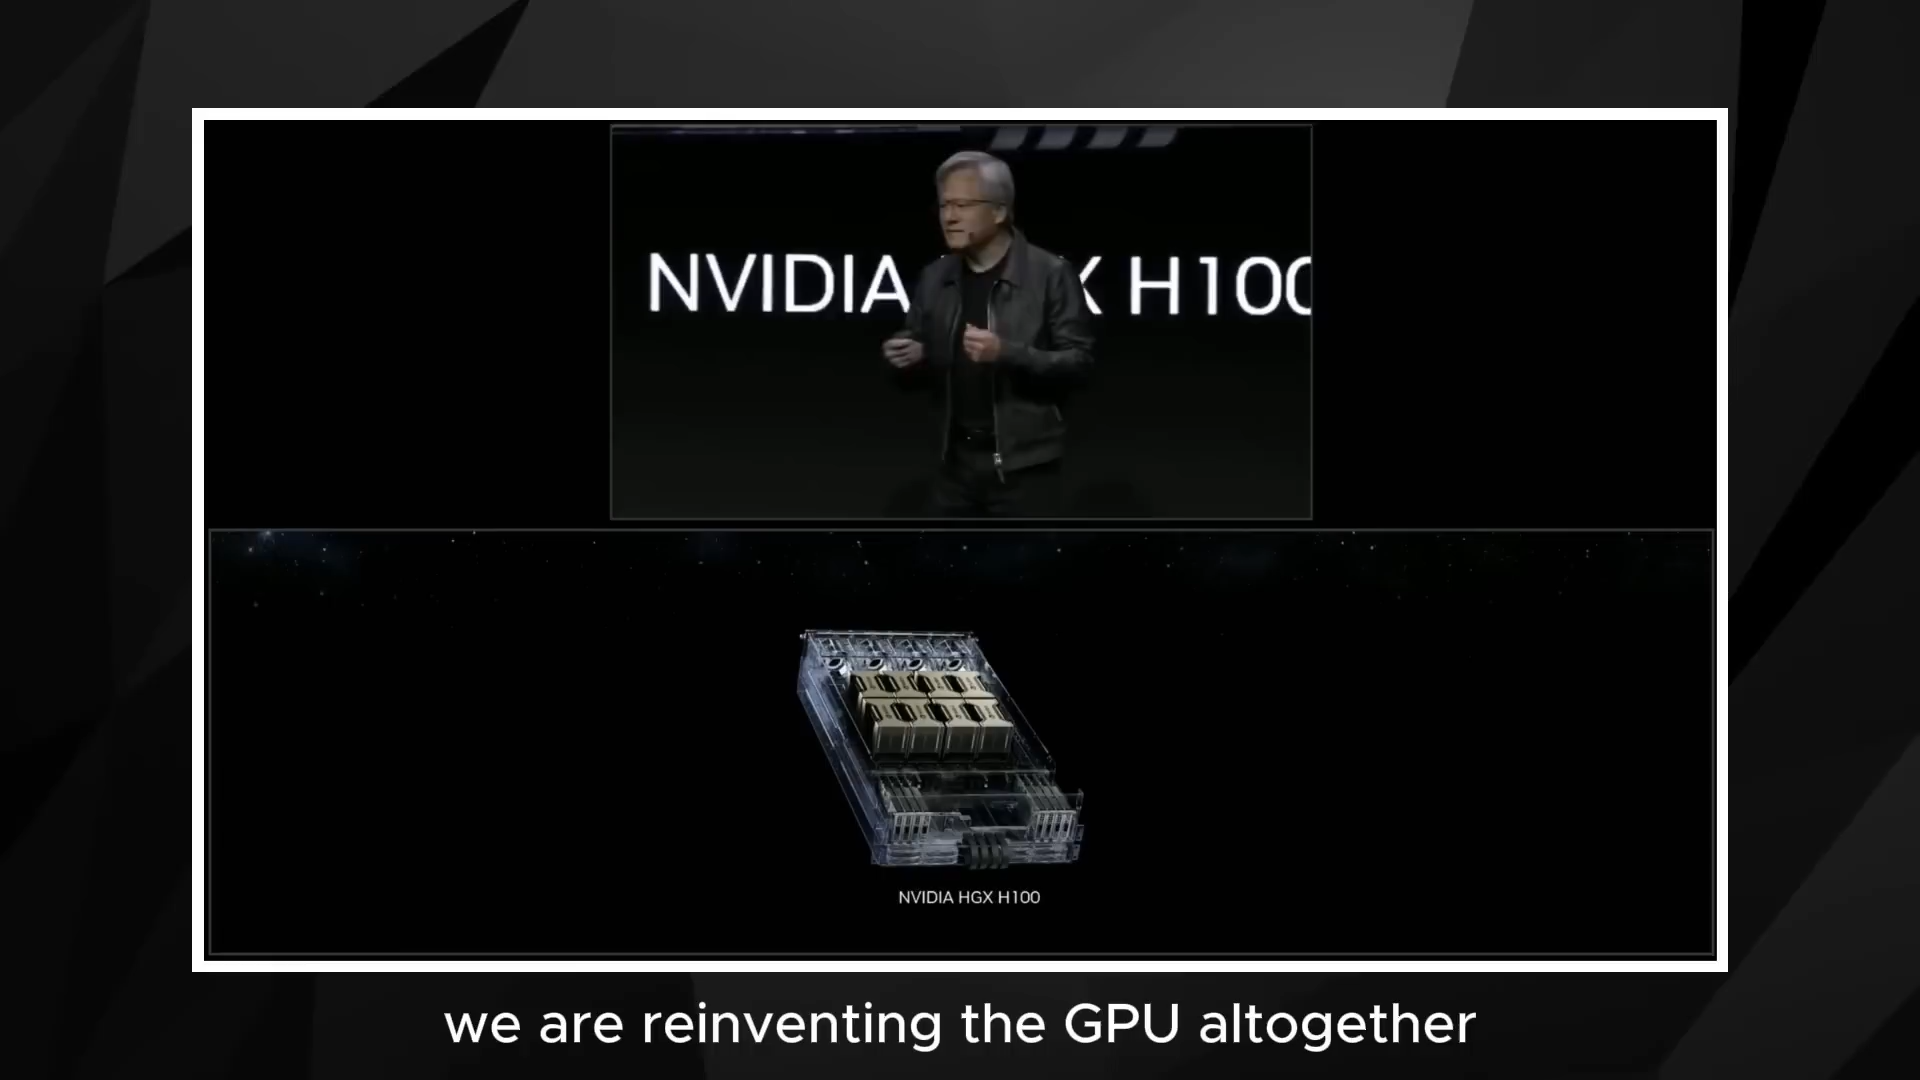 NVIDIA X H100
NVIDIA HGX H100
we are reinventing the GPU altogether